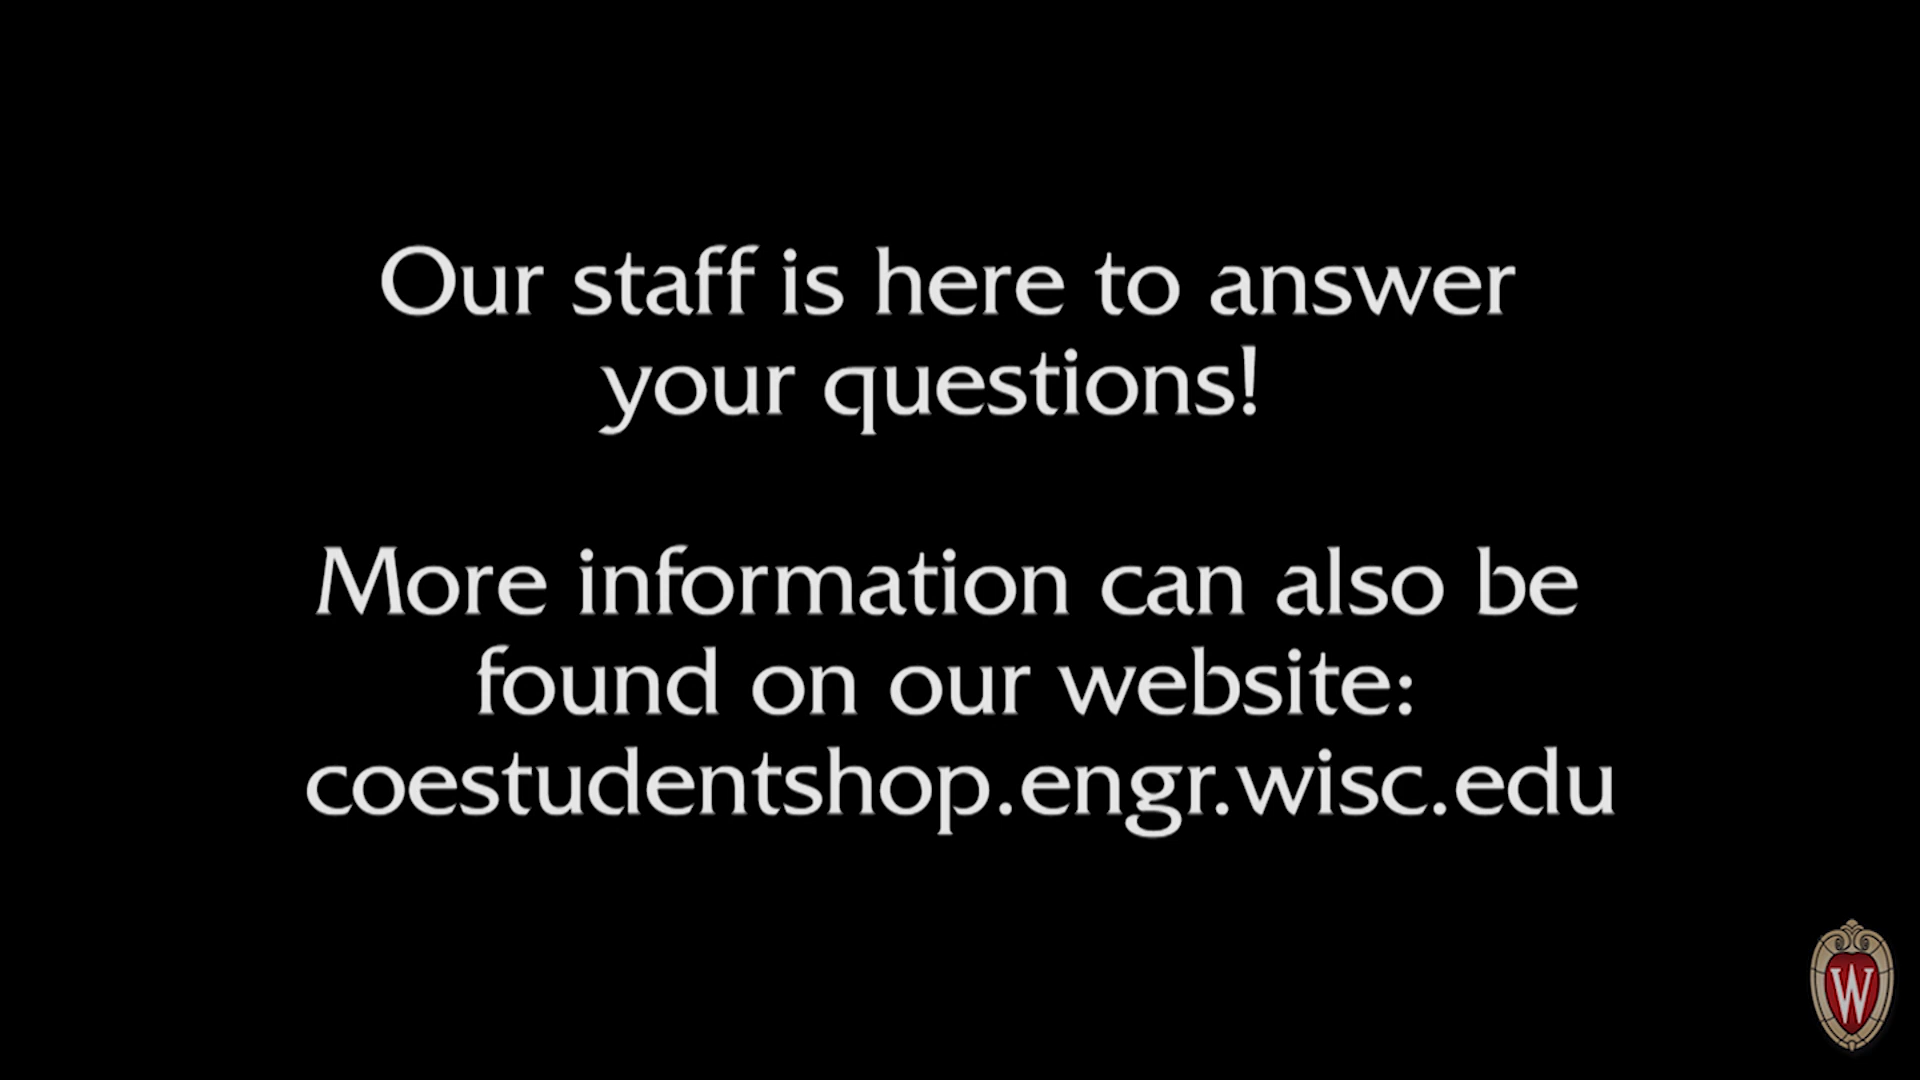 Our staff is here to answer
your questions!
More information can also be
found on our website:
coestudentshop.engr.wisc.edu
W